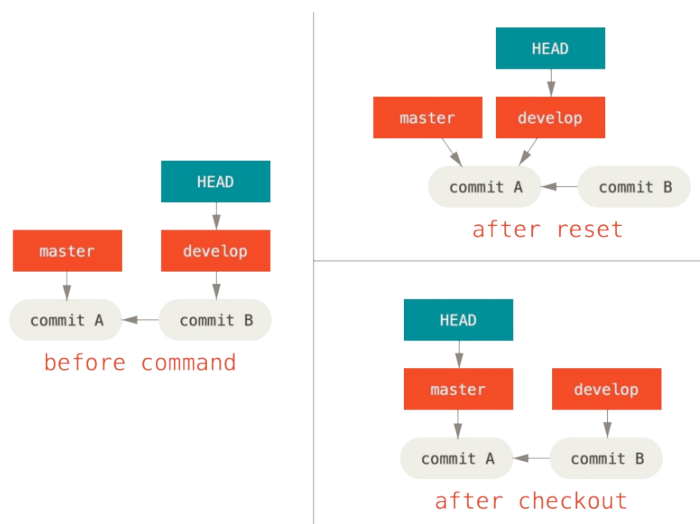 HEAD
master develop
commit A commit B
before command
HEAD
master develop
commit A commit B
after reset
HEAD
master develop
commit A commit B
after checkout